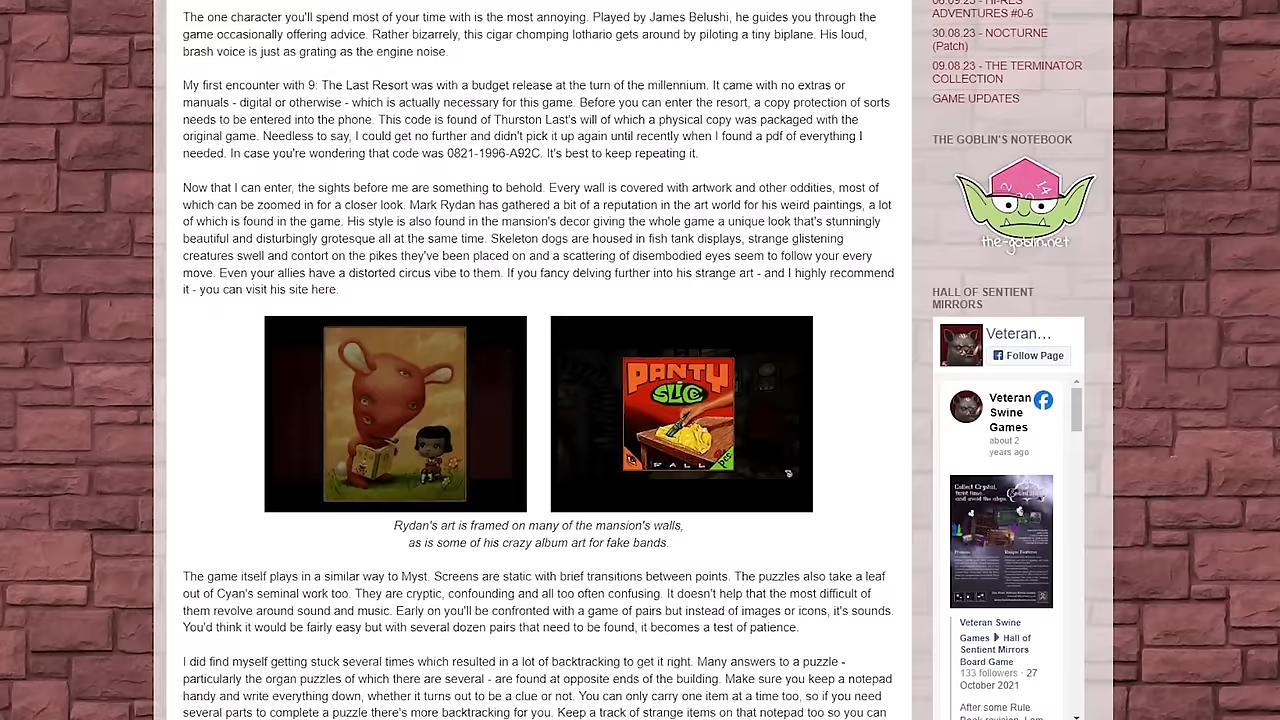 The one character you'll spend most of your time with is the most annoying. Played by James Belushi, he guides you through the
game occasionally offering advice. Rather bizarrely, this cigar chomping lothario gets around by piloting a tiny biplane. His loud,
brash voice is just as grating as the engine noise.
My first encounter with 9: The Last Resort was with a budget release at the turn of the millennium. It came with no extras or
manuals - digital or otherwise - which is actually necessary for this game. Before you can enter the resort, a copy protection of sorts
needs to be entered into the phone. This code is found of Thurston Last's will of which a physical copy was packaged with the
original game. Needless to say, I could get no further and didn't pick it up again until recently when I found a pdf of everything I
needed. In case you're wondering that code was 0821-1996-A92C. It's best to keep repeating it.
Now that I can enter, the sights before me are something to behold. Every wall is covered with artwork and other oddities, most of
which can be zoomed in for a closer look. Mark Rydan has gathered a bit of a reputation in the art world for his weird paintings, a lot
of which is found in the game. His style is also found in the mansion's decor giving the whole game a unique look that's stunningly
beautiful and disturbingly grotesque all at the same time. Skeleton dogs are housed in fish tank displays, strange glistening
creatures swell and contort on the pikes they've been placed on and a scattering of disembodied eyes seem to follow your every
move. Even your allies have a distorted circus vibe to them. If you fancy delving further into his strange art - and I highly recommend
it - you can visit his site here.
PANTY
SLICE
FALL
Rydan's art is framed on many of the mansion's walls,
as is some of his crazy album art for fake bands.
The game itself
les also take a leaf
out of Cyan's seminal
They are cryptic, confounding and all too often confusing. It doesn't help that the most difficult of
them revolve around sound and music. Early on you'll be confronted with a game of pairs but instead of images or icons, it's sounds.
You'd think it would be fairly easy but with several dozen pairs that need to be found, it becomes a test of patience.
I did find myself getting stuck several times which resulted in a lot of backtracking to get it right. Many answers to a puzzle -
particularly the organ puzzles of which there are several - are found at opposite ends of the building. Make sure you keep a notepad
handy and write everything down, whether it turns out to be a clue or not. You can only carry one item at a time too, so if you need
several parts to complete a puzzle there's more backtracking for you. Keep a track of strange items on that notepad too so you can
06.09.23 - HI-RES
ADVENTURES #0-6
30.08.23 - NOCTURNE
(Patch)
09.08.23 - THE TERMINATOR
COLLECTION
GAME UPDATES
THE GOBLIN'S NOTEBOOK
the-goblin.net
HALL OF SENTIENT
MIRRORS
Veteran…
Follow Page
Veteran
Swine
Games
about 2
years ago
Veteran Swine
Games
Hall of
Sentient Mirrors
Board Game
133 followers · 27
October 2021
After some Rule
Book revision, I am